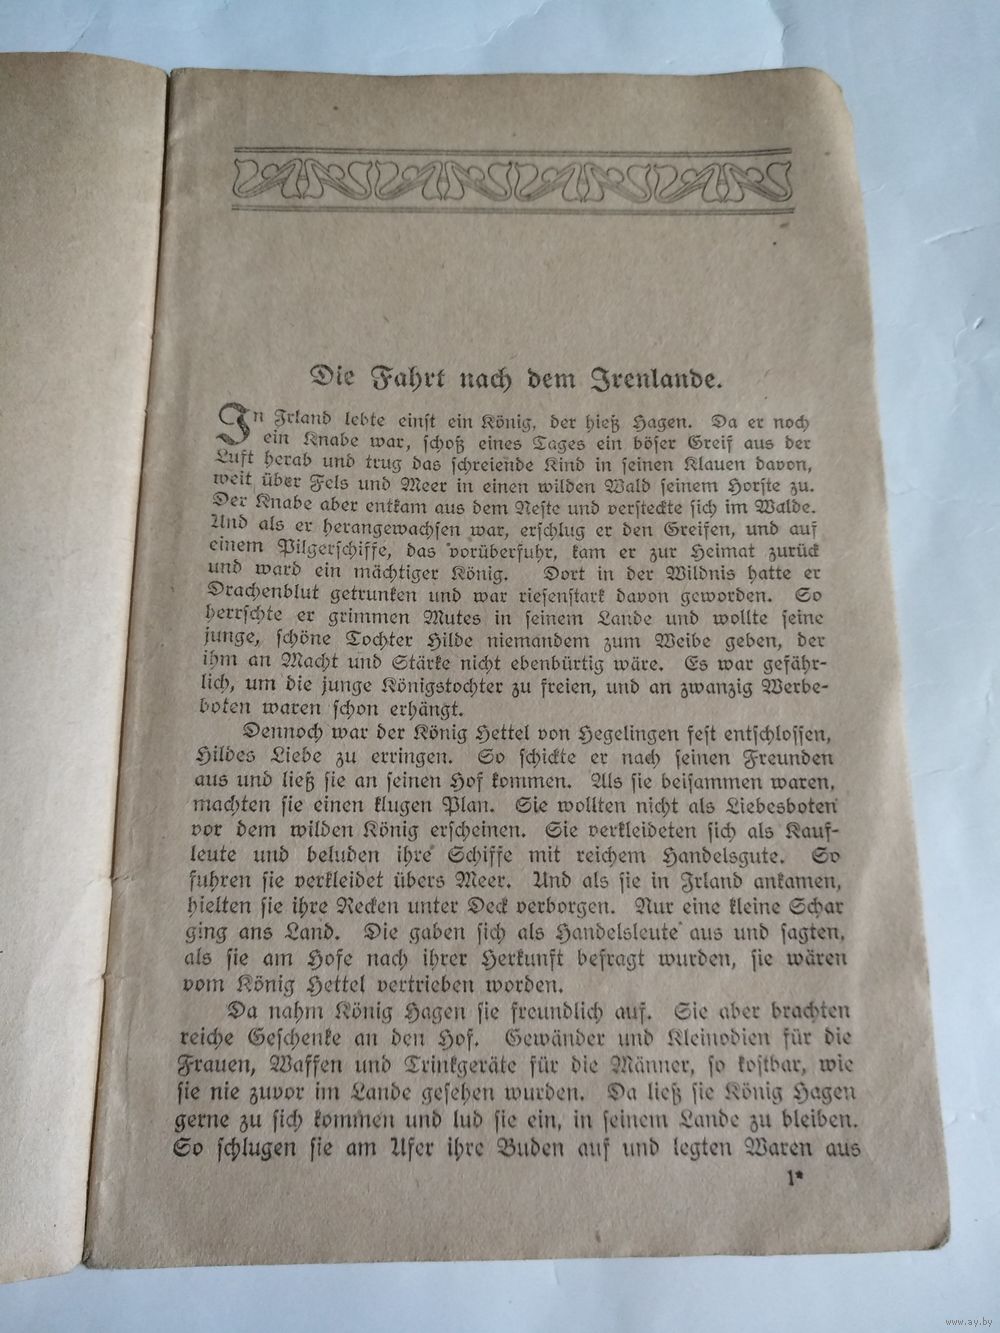 Die Fahrt nach dem Irenlande.
In Irland lebte einst ein König, der hieß Hagen. Da er noch
ein Knabe war, schoß eines Tages ein böser Greif aus der
Luft herab und trug das schreiende Kind in seinen Klauen davon,
weit über Fels und Meer in einen wilden Wald seinem Horste zu.
Der Knabe aber entkam aus dem Neste und versteckte sich im Walde.
Und als er herangewachsen war, erschlug er den Greifen, und auf
einem Pilgerschiffe, das vorüberfuhr, kam er zur Heimat zurück
und ward ein mächtiger König. Dort in der Wildnis hatte er
Drachenblut getrunken und war riesenstark davon geworden. So
herrschte er grimmen Mutes in seinem Lande und wollte seine
junge, schöne Tochter Hilde niemandem zum Weibe geben, der
ihm an Macht und Stärke nicht ebenbürtig wäre. Es war gefähr-
lich, um die junge Königstochter zu freien, und an zwanzig Werbe-
boten waren schon erhängt.
Dennoch war der König Hettel von Hegelingen fest entschlossen,
Hildes Liebe zu erringen. So schickte er nach seinen Freunden
aus und ließ sie an seinen Hof kommen. Als sie beisammen waren,
machten sie einen klugen Plan. Sie wollten nicht als Liebesboten
vor dem wilden König erscheinen. Sie verkleideten sich als Kauf-
leute und beluden ihre Schiffe mit reichem Handelsgute. So
fuhren sie verkleidet übers Meer. Und als sie in Irland ankamen,
hielten sie ihre Recken unter Deck verborgen. Nur eine kleine Schar
ging ans Land. Die gaben sich als Handelsleute aus und sagten,
als sie am Hofe nach ihrer Herkunft befragt wurden, sie wären
vom König Hettel vertrieben worden.
Da nahm König Hagen sie freundlich auf. Sie aber brachten
reiche Geschenke an den Hof. Gewänder und Kleinodien für die
Frauen, Waffen und Trinkgeräte für die Männer, so kostbar, wie
sie nie zuvor im Lande gesehen wurden. Da ließ sie König Hagen
gerne zu sich kommen und lud sie ein, in seinem Lande zu bleiben.
So schlugen sie am Ufer ihre Buden auf und legten Waren aus
1*
www.ay.by